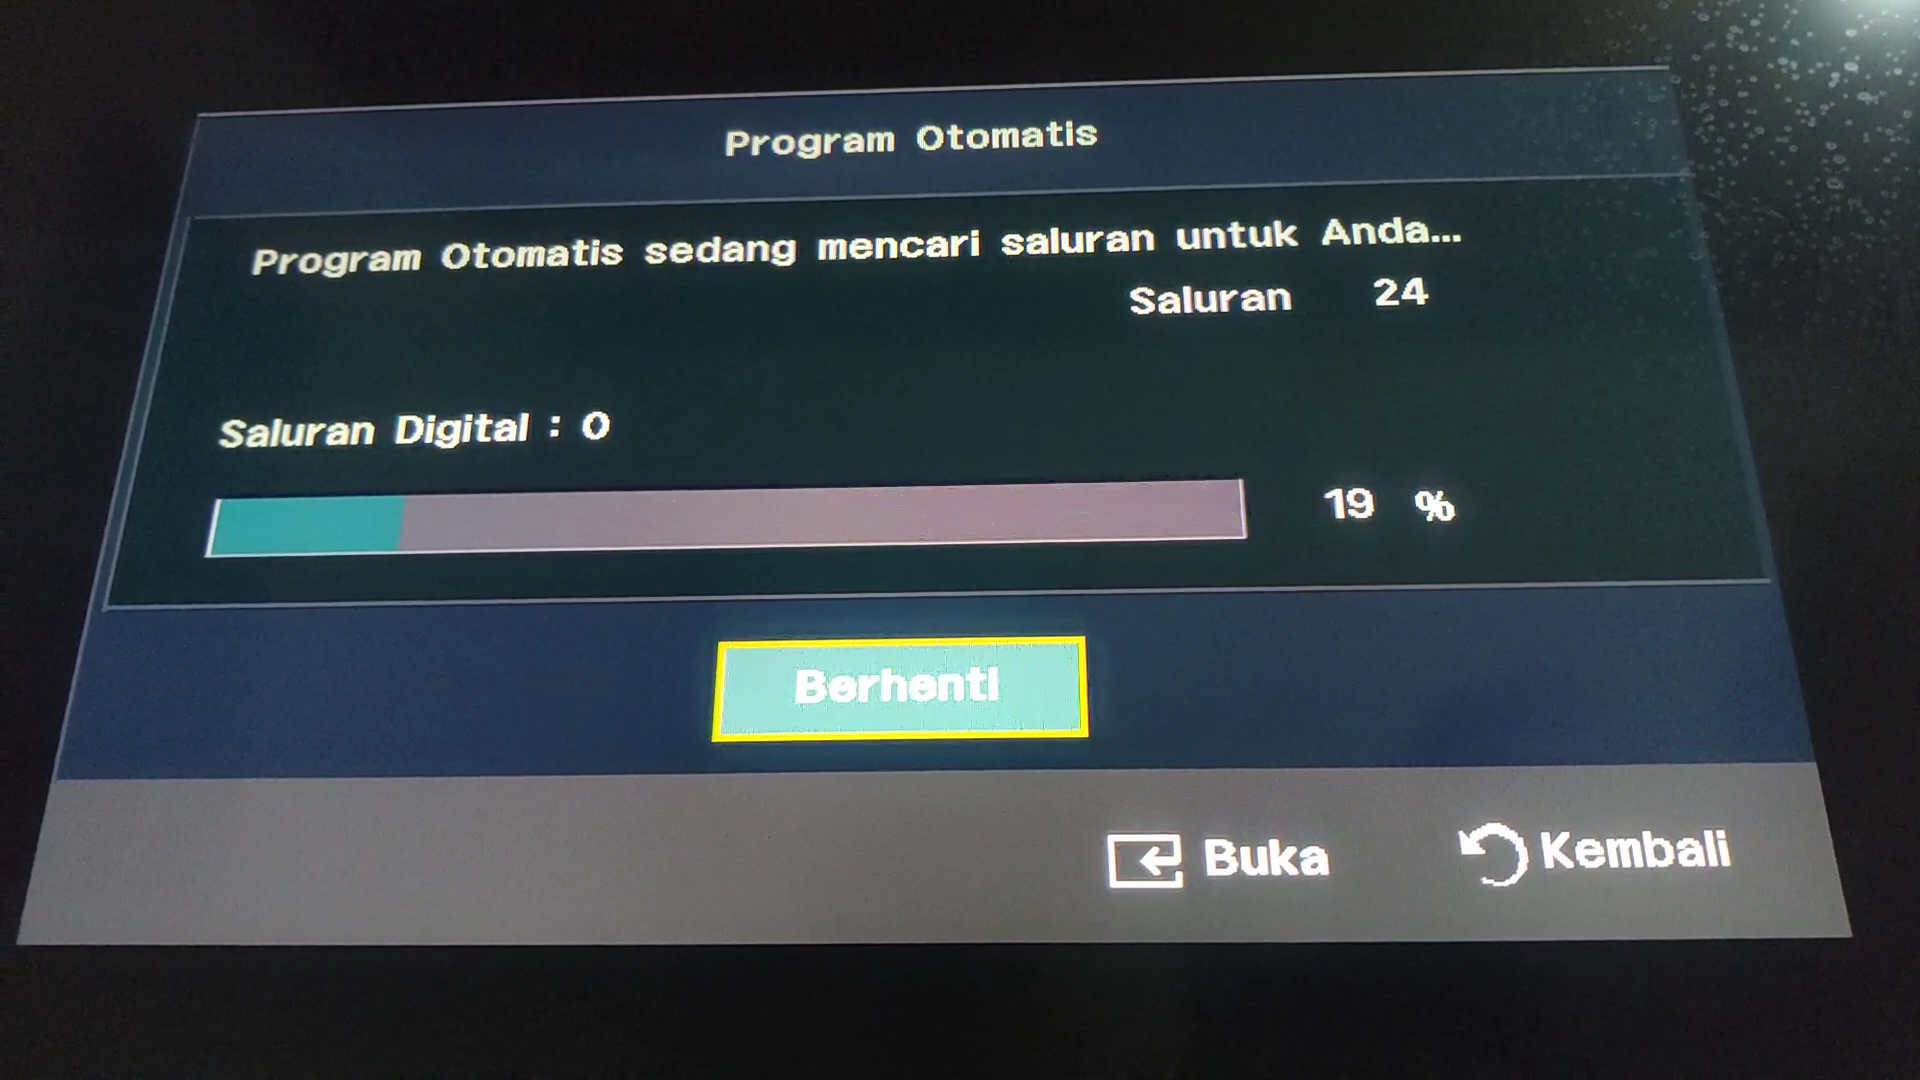 Program Otomatis
Program Otomatis sedang mencari saluran untuk Anda...
Saluran 24
Saluran Digital : 0
19 %
Berhenti
Buka Kembali